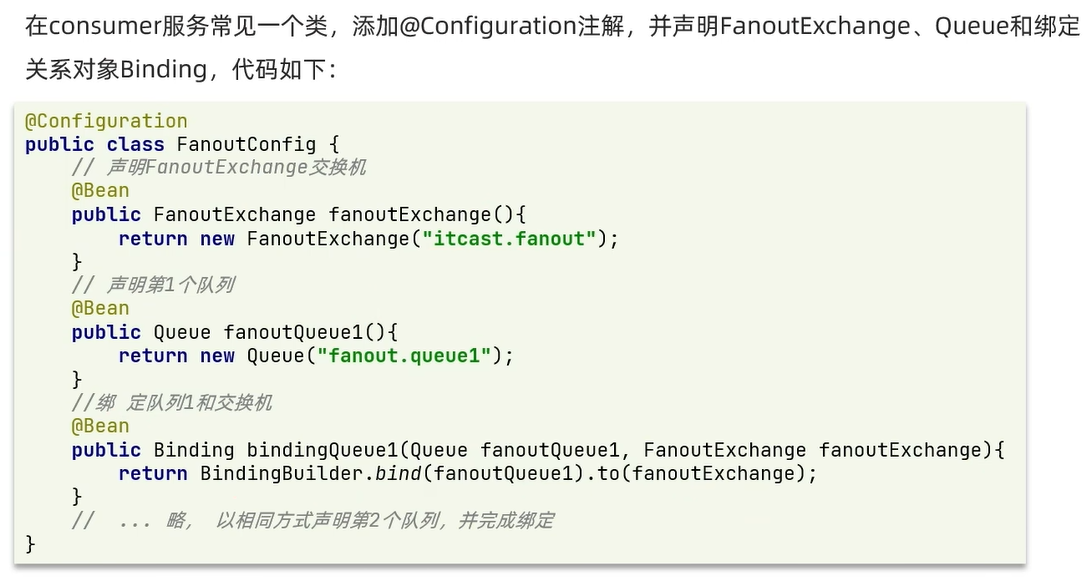 在consumer服务常见一个类，添加@Configuration注解，并声明FanoutExchange、Queue和绑定
关系对象Binding，代码如下：
@Configuration
public class FanoutConfig {
    // 声明FanoutExchange交换机
    @Bean
    public FanoutExchange fanoutExchange(){
        return new FanoutExchange("itcast.fanout");
    }
    // 声明第1个队列
    @Bean
    public Queue fanoutQueue1(){
        return new Queue("fanout.queue1");
    }
    //绑 定队列1和交换机
    @Bean
    public Binding bindingQueue1(Queue fanoutQueue1, FanoutExchange fanoutExchange){
        return BindingBuilder.bind(fanoutQueue1).to(fanoutExchange);
    }
    //  ... 略， 以相同方式声明第2个队列，并完成绑定
}